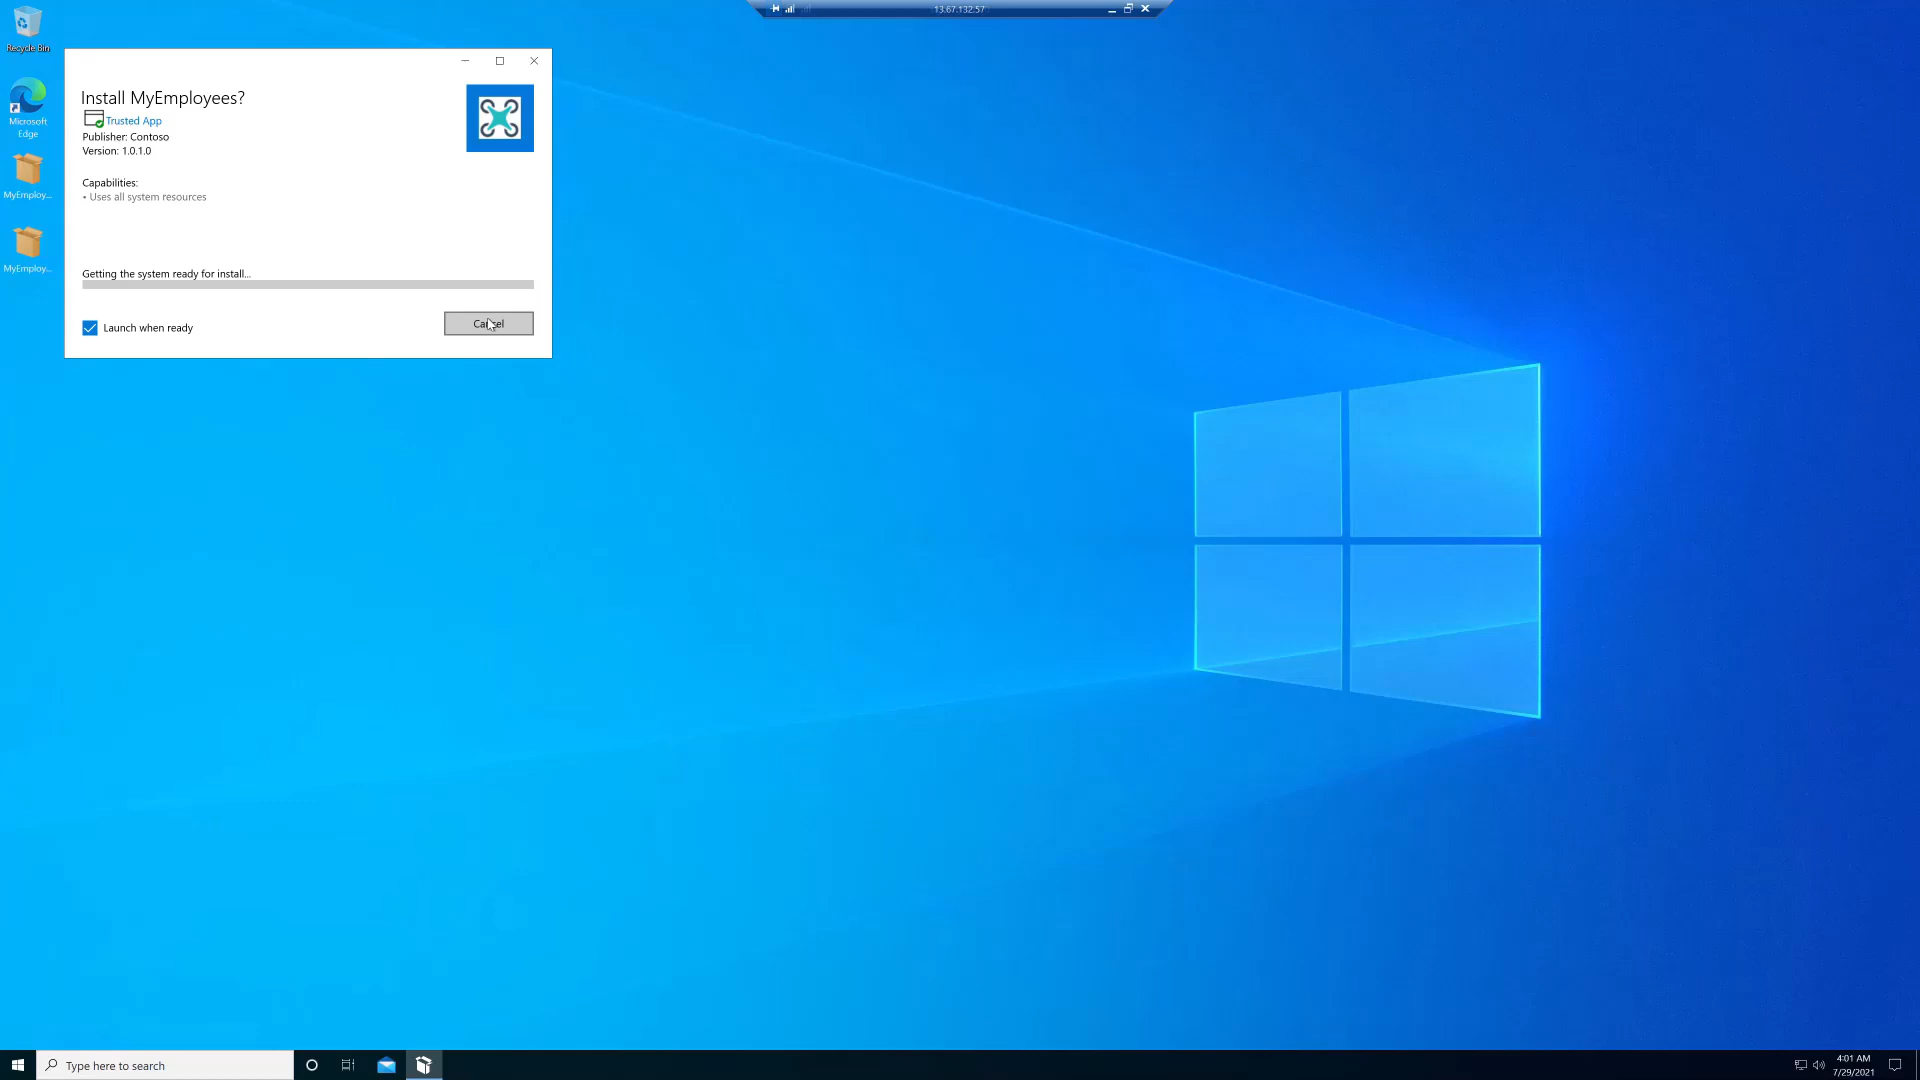 13.67.132.57
Recycle Bin
Microsoft
Edge
MyEmploy...
MyEmploy...
Install MyEmployees?
Trusted App
Publisher: Contoso
Version: 1.0.1.0
Capabilities:
• Uses all system resources
Getting the system ready for install...
Launch when ready
Cancel
Type here to search
4:01 AM
7/29/2021